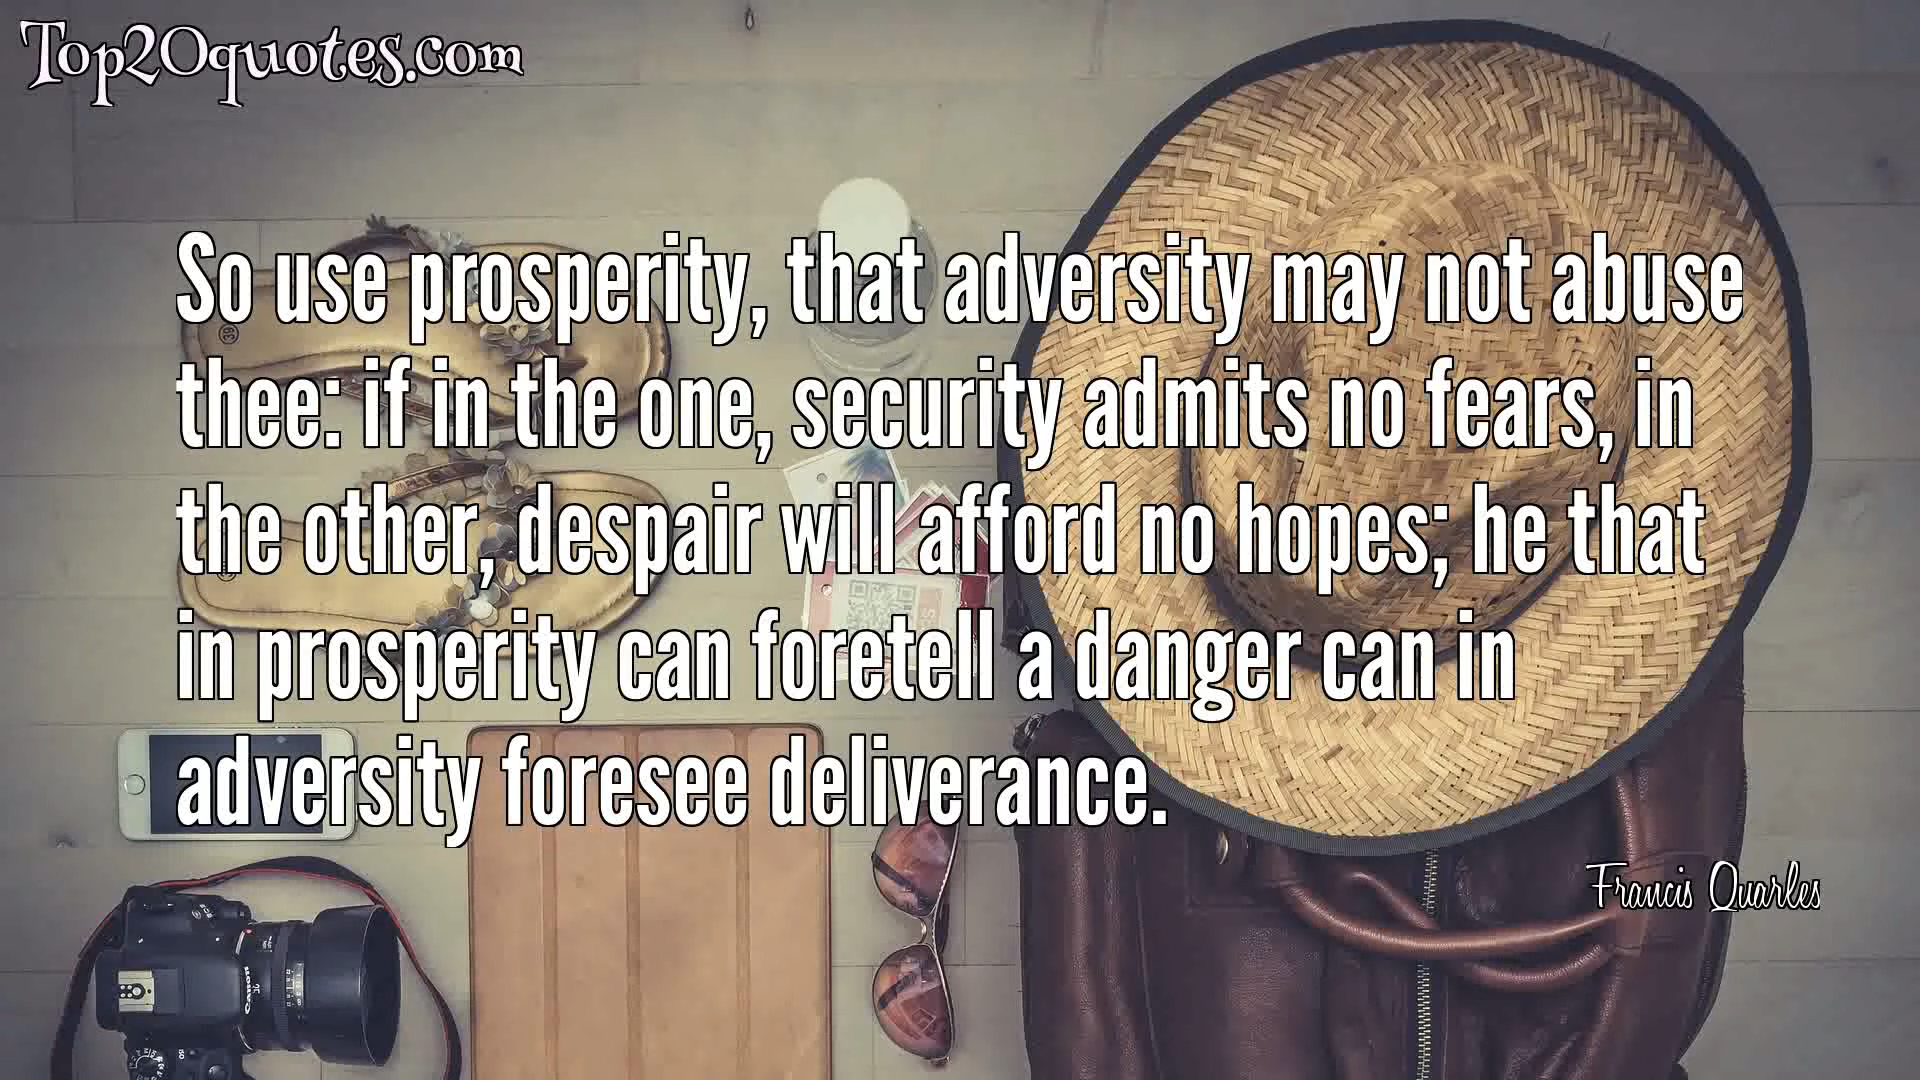 Top20quotes.com
So use prosperity, that adversity may not abuse
thee: if in the one, security admits no fears, in
the other, despair will afford no hopes; he that
in prosperity can foretell a danger can in
adversity foresee deliverance.
Francis Quarles
39
Canon